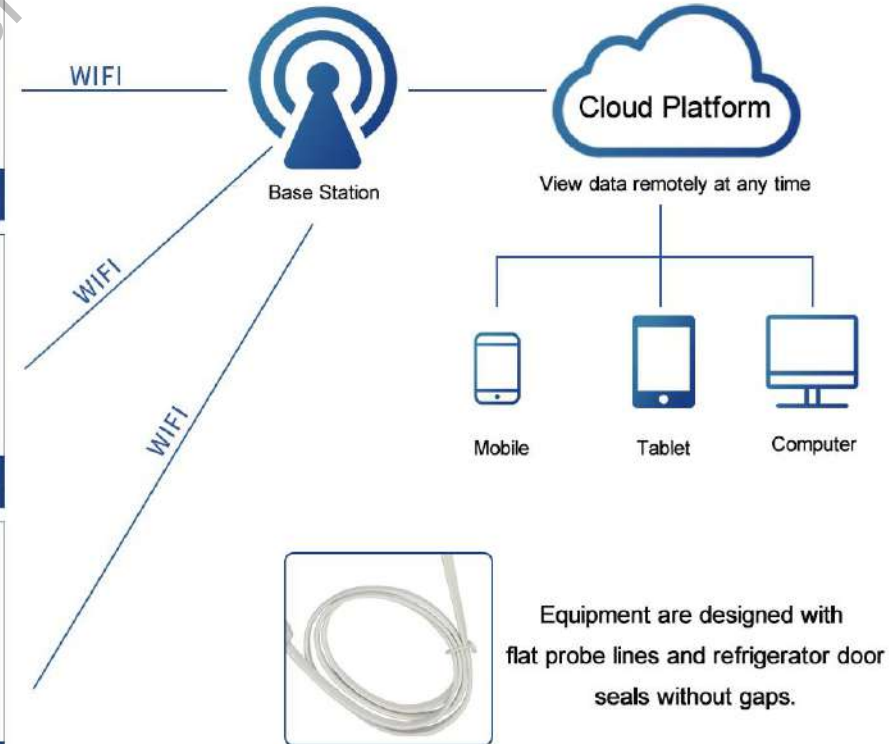 WIFI
Cloud Platform
Base Station
View data remotely at any time
WIFI
WIFI
Mobile
Tablet
Computer
Equipment are designed with
flat probe lines and refrigerator door
seals without gaps.